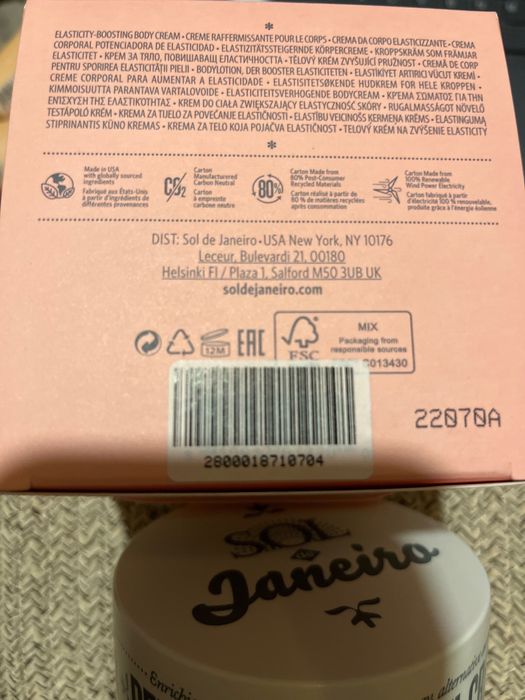 ELASTICITY-BOOSTING BODY CREAM • CREME RAFFERMISSANTE POUR LE CORPS • CREMA DA CORPO ELASTICIZZANTE • CREMA
CORPORAL POTENCIADORA DE ELASTICIDAD • ELASTIZITÄTSSTEIGERNDE KÖRPERCREME • KROPPSKRÄM SOM FRÄMJAR
ELASTICITET • КРЕМ ЗА ТЯЛО, ПОВИШАВАЩ ЕЛАСТИЧНОСТТА • TĚLOVÝ KRÉM ZVYŠUJÍCÍ PRUŽNOST • CREMĂ DE CORP
PENTRU SPORIREA ELASTICITĂȚII PIELII • BODYLOTION, DER BOOSTER ELASTICITETEN • ELASTİKİYET ARTIRICI VÜCUT KREMİ •
CREME CORPORAL PARA AUMENTAR A ELASTICIDADE • ELASTISITETSØKENDE HUDKREM FOR HELE KROPPEN •
KIMMOISUUTTA PARANTAVA VARTALOVOIDE • ELASTICITEITSVERHOGENDE BODYCREAM • ΚΡΕΜΑ ΣΩΜΑΤΟΣ ΓΙΑ ΤΗΝ
ΕΝΙΣΧΥΣΗ ΤΗΣ ΕΛΑΣΤΙΚΟΤΗΤΑΣ • KREM DO CIAŁA ZWIĘKSZAJĄCY ELASTYCZNOŚĆ SKÓRY • RUGALMASSÁGOT NÖVELŐ
TESTÁPOLÓ KRÉM • KREMA ZA TIJELO ZA POVEĆANJE ELASTIČNOSTI • ELASTĪBU VEICINOŠS ĶERMEŅA KRĒMS • ELASTINGUMĄ
STIPRINANTIS KŪNO KREMAS • KREMA ZA TELO KOJA POJAČVA ELASTIČNOST • TELOVÝ KRÉM NA ZVÝŠENIE ELASTICITY
Made in USA
with globally sourced
ingredients
Fabriqué aux États-Unis
à partir d'ingrédients de
différentes provenances
CO2
Carton
Manufacturered
Carbon Neutral
Carton
à empreinte
carbone neutre
80%
Carton Made from
80% Post-Consumer
Recycled Materials
Carton réalisé à partir de
80 % de matières recyclées
après consommation
Carton Made from
100% Renewable
Wind Power Electricity
Carton fabriqué à partir
d'électricité 100 % renouvelable,
produite grâce à l'énergie éolienne
DIST: Sol de Janeiro • USA New York, NY 10176
Leceur, Bulevardi 21, 00180
Helsinki FI / Plaza 1, Salford M50 3UB UK
soldejaneiro.com
12M
EAC
FSC
MIX
Packaging from
responsible sources
C013430
22070A
2800018710704
SOL
de
Janeiro